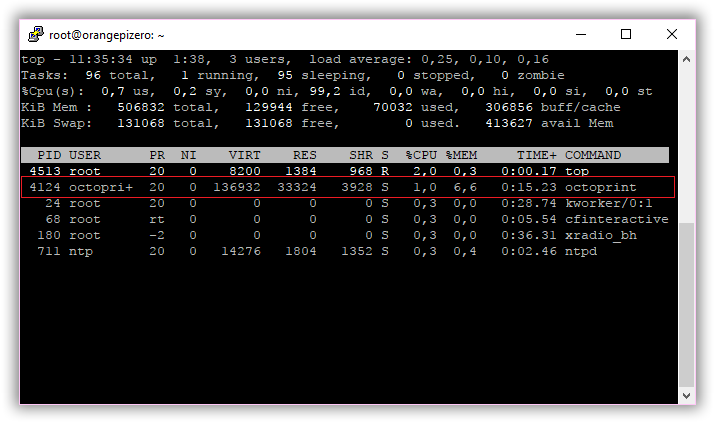 root@orangepizero: ~
top - 11:35:34 up  1:38,  3 users,  load average: 0,25, 0,10, 0,16
Tasks:  96 total,   1 running,  95 sleeping,   0 stopped,   0 zombie
%Cpu(s):  0,7 us,  0,2 sy,  0,0 ni, 99,2 id,  0,0 wa,  0,0 hi,  0,0 si,  0,0 st
KiB Mem :   506832 total,   129944 free,    70032 used,   306856 buff/cache
KiB Swap:   131068 total,   131068 free,        0 used.   413627 avail Mem
  PID USER      PR  NI    VIRT    RES    SHR S  %CPU %MEM     TIME+ COMMAND
 4513 root      20   0    8200   1384    968 R   2,0  0,3   0:00.17 top
 4124 octopri+  20   0  136932  33324   3928 S   1,0  6,6   0:15.23 octoprint
   24 root      20   0       0      0      0 S   0,3  0,0   0:28.74 kworker/0:1
   68 root      rt   0       0      0      0 S   0,3  0,0   0:05.54 cfinteractive
  180 root      -2   0       0      0      0 S   0,3  0,0   0:36.31 xradio_bh
  711 ntp       20   0   14276   1804   1352 S   0,3  0,4   0:02.46 ntpd